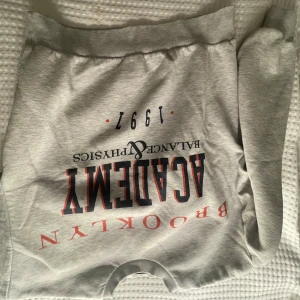 BROOKLYN
ACADEMY
BALANCE&PHYSICS
· 1997 ·